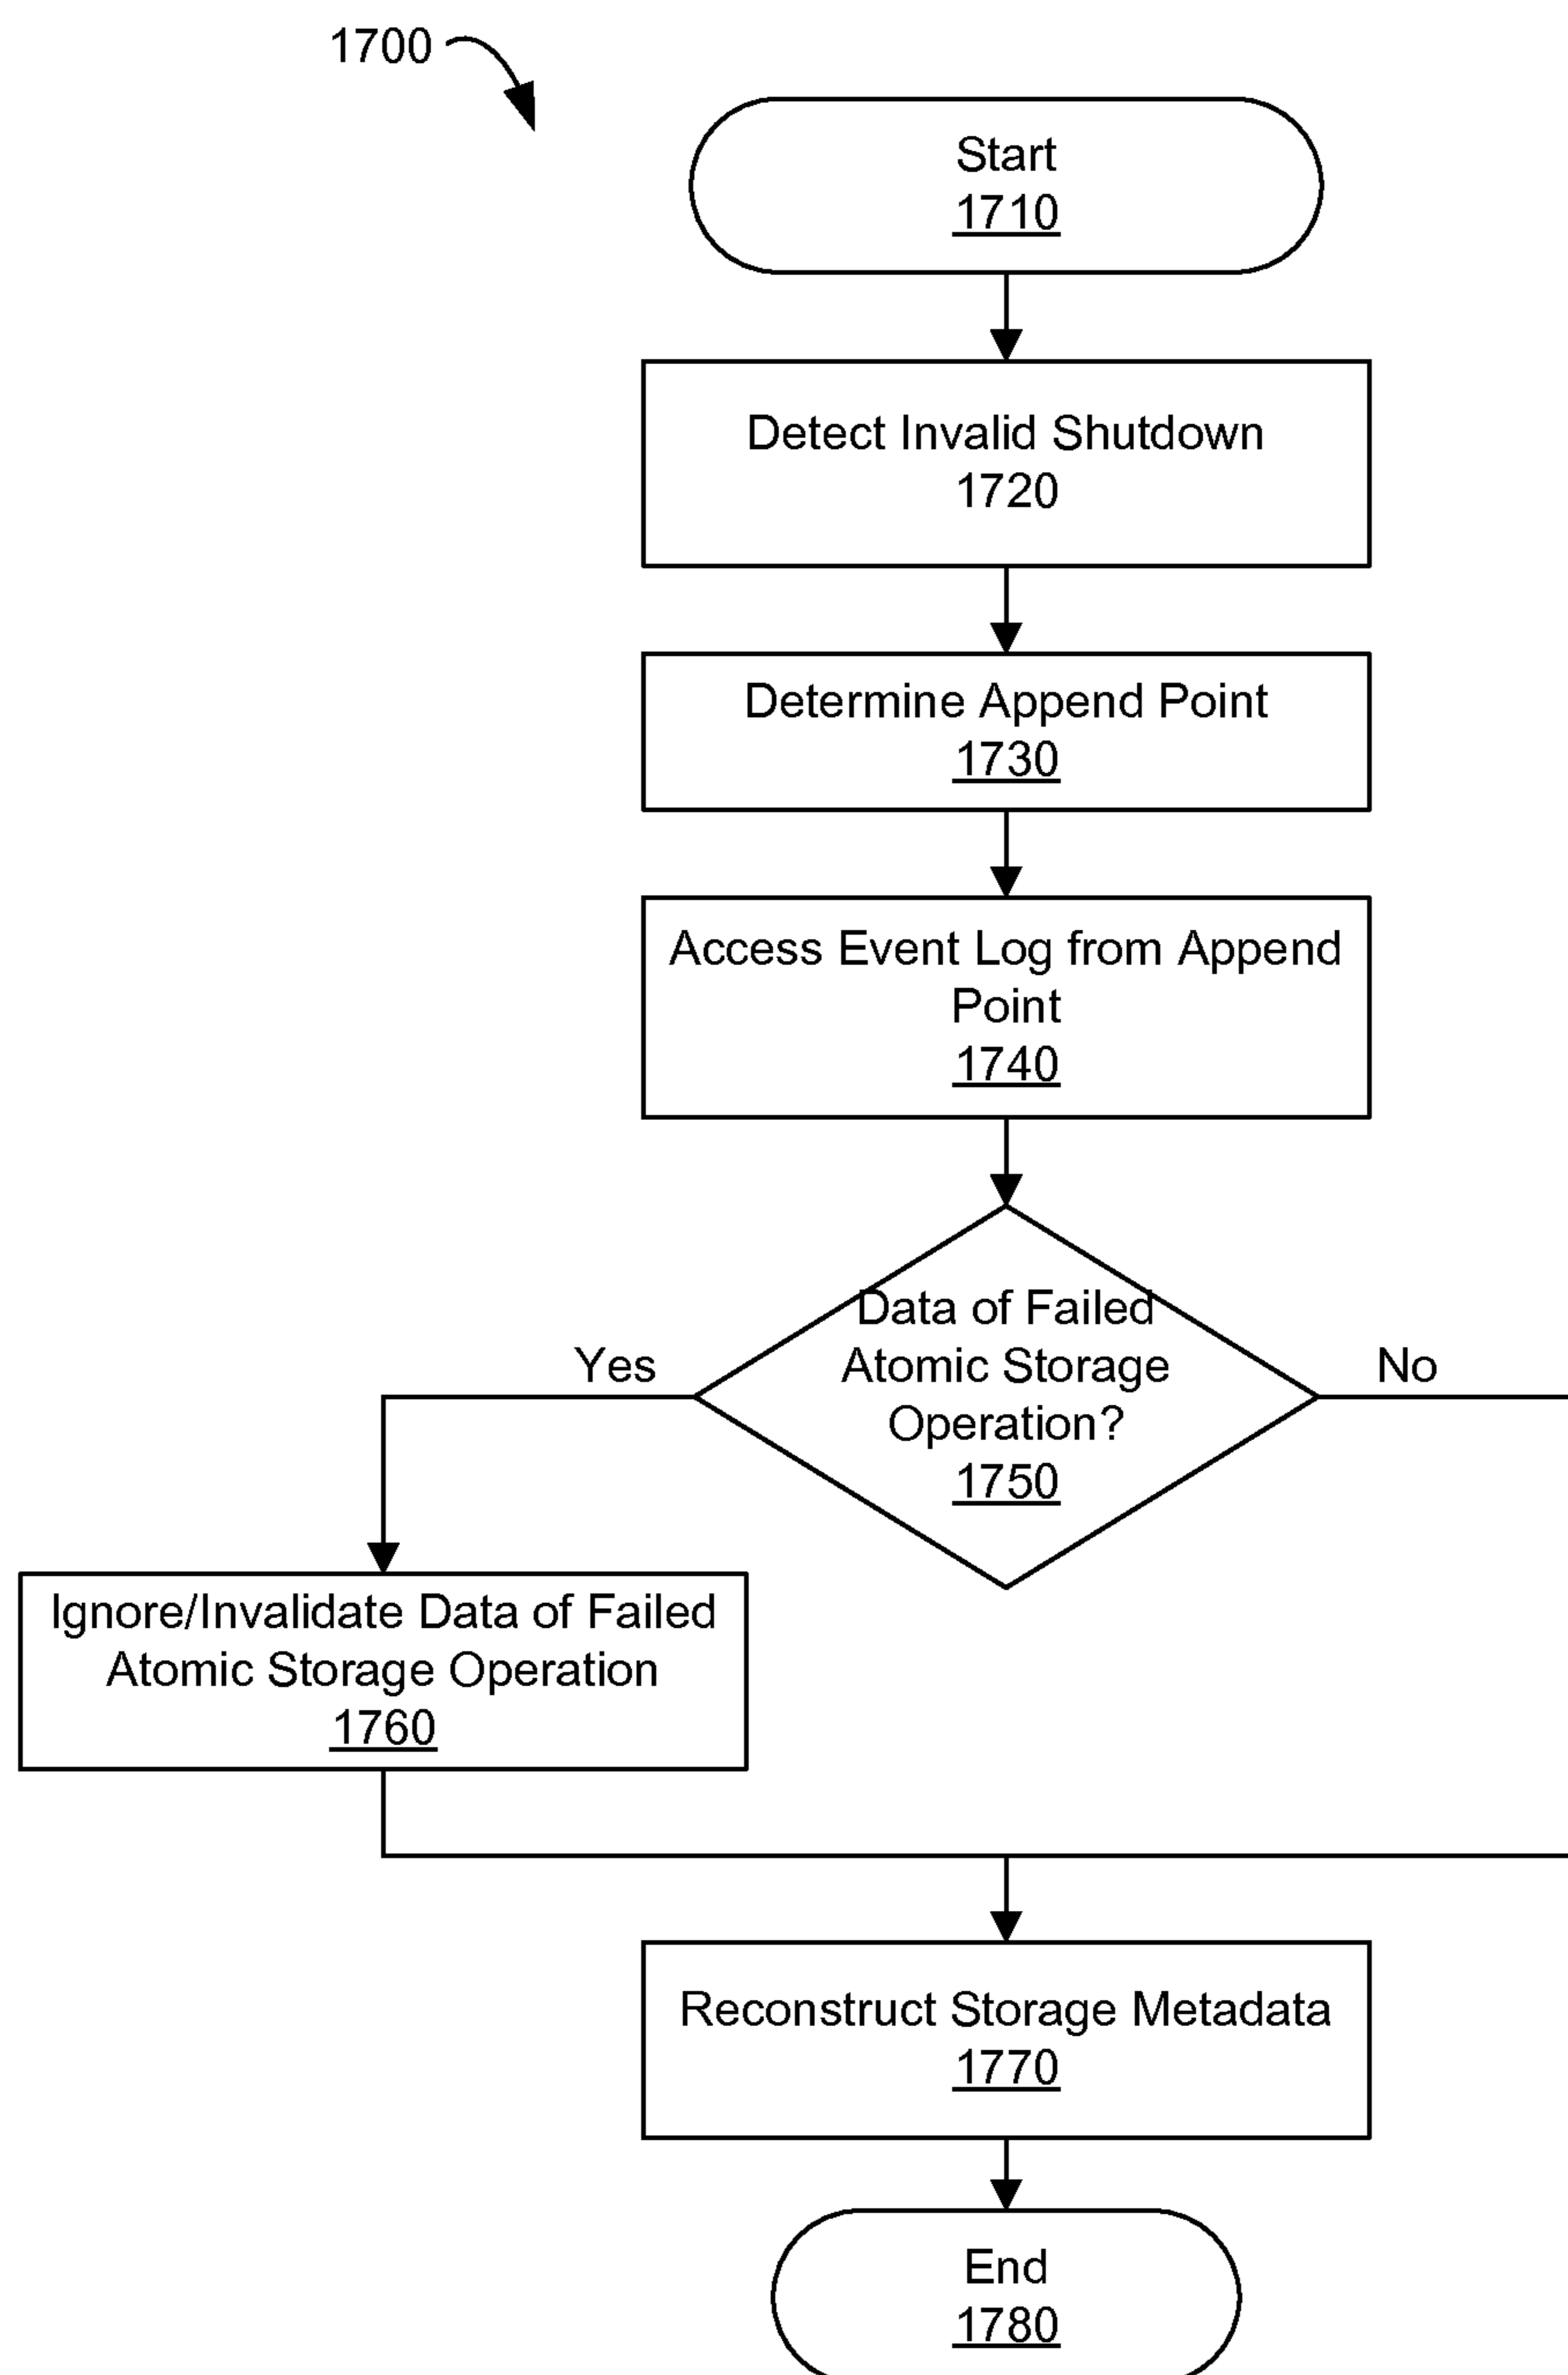 1700
Start
1710
Detect Invalid Shutdown
1720
Determine Append Point
1730
Access Event Log from Append
Point
1740
Data of Failed
Atomic Storage
Operation?
1750
Yes
No
Ignore/Invalidate Data of Failed
Atomic Storage Operation
1760
Reconstruct Storage Metadata
1770
End
1780